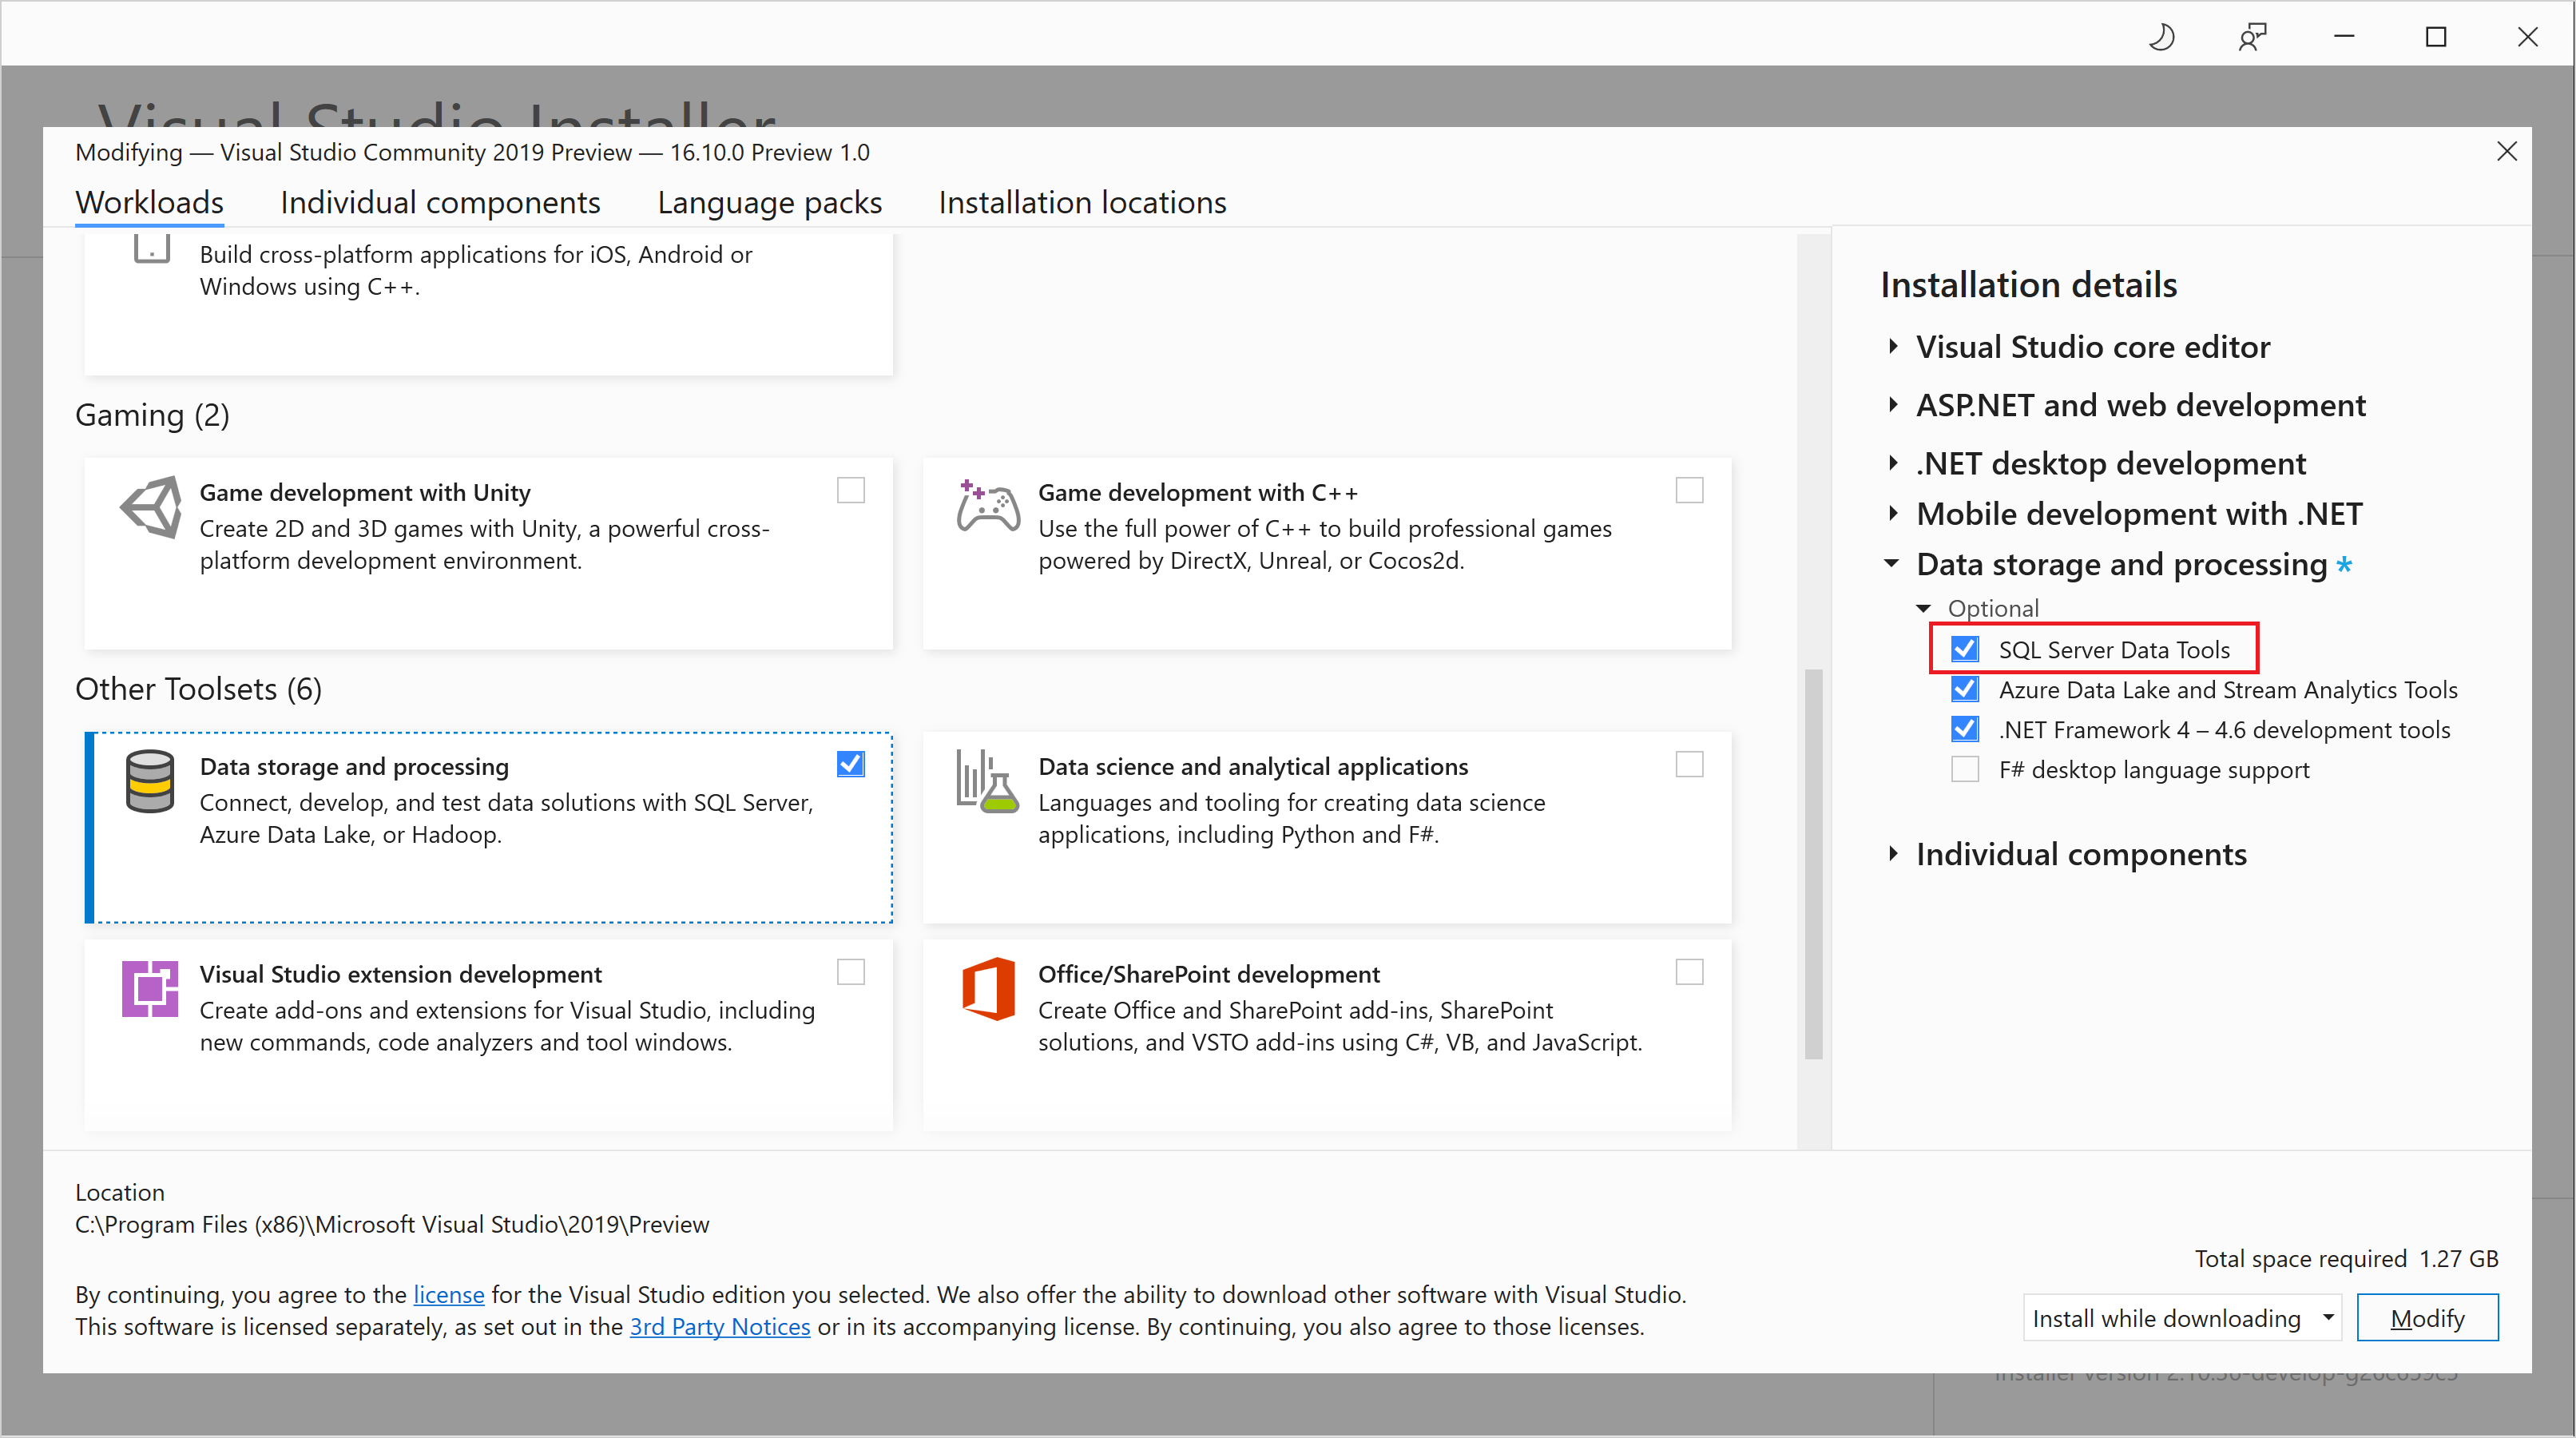 Visual Studio Installer
Modifying — Visual Studio Community 2019 Preview — 16.10.0 Preview 1.0
Workloads
Individual components
Language packs
Installation locations
Build cross-platform applications for iOS, Android or
Windows using C++.
Gaming (2)
Game development with Unity
Create 2D and 3D games with Unity, a powerful cross-
platform development environment.
Game development with C++
Use the full power of C++ to build professional games
powered by DirectX, Unreal, or Cocos2d.
Other Toolsets (6)
Data storage and processing
Connect, develop, and test data solutions with SQL Server,
Azure Data Lake, or Hadoop.
Data science and analytical applications
Languages and tooling for creating data science
applications, including Python and F#.
Visual Studio extension development
Create add-ons and extensions for Visual Studio, including
new commands, code analyzers and tool windows.
Office/SharePoint development
Create Office and SharePoint add-ins, SharePoint
solutions, and VSTO add-ins using C#, VB, and JavaScript.
Installation details
Visual Studio core editor
ASP.NET and web development
.NET desktop development
Mobile development with .NET
Data storage and processing *
Optional
SQL Server Data Tools
Azure Data Lake and Stream Analytics Tools
.NET Framework 4 – 4.6 development tools
F# desktop language support
Individual components
Location
C:\Program Files (x86)\Microsoft Visual Studio\2019\Preview
By continuing, you agree to the license for the Visual Studio edition you selected. We also offer the ability to download other software with Visual Studio.
This software is licensed separately, as set out in the 3rd Party Notices or in its accompanying license. By continuing, you also agree to those licenses.
Total space required 1.27 GB
Install while downloading
Modify
Installer version